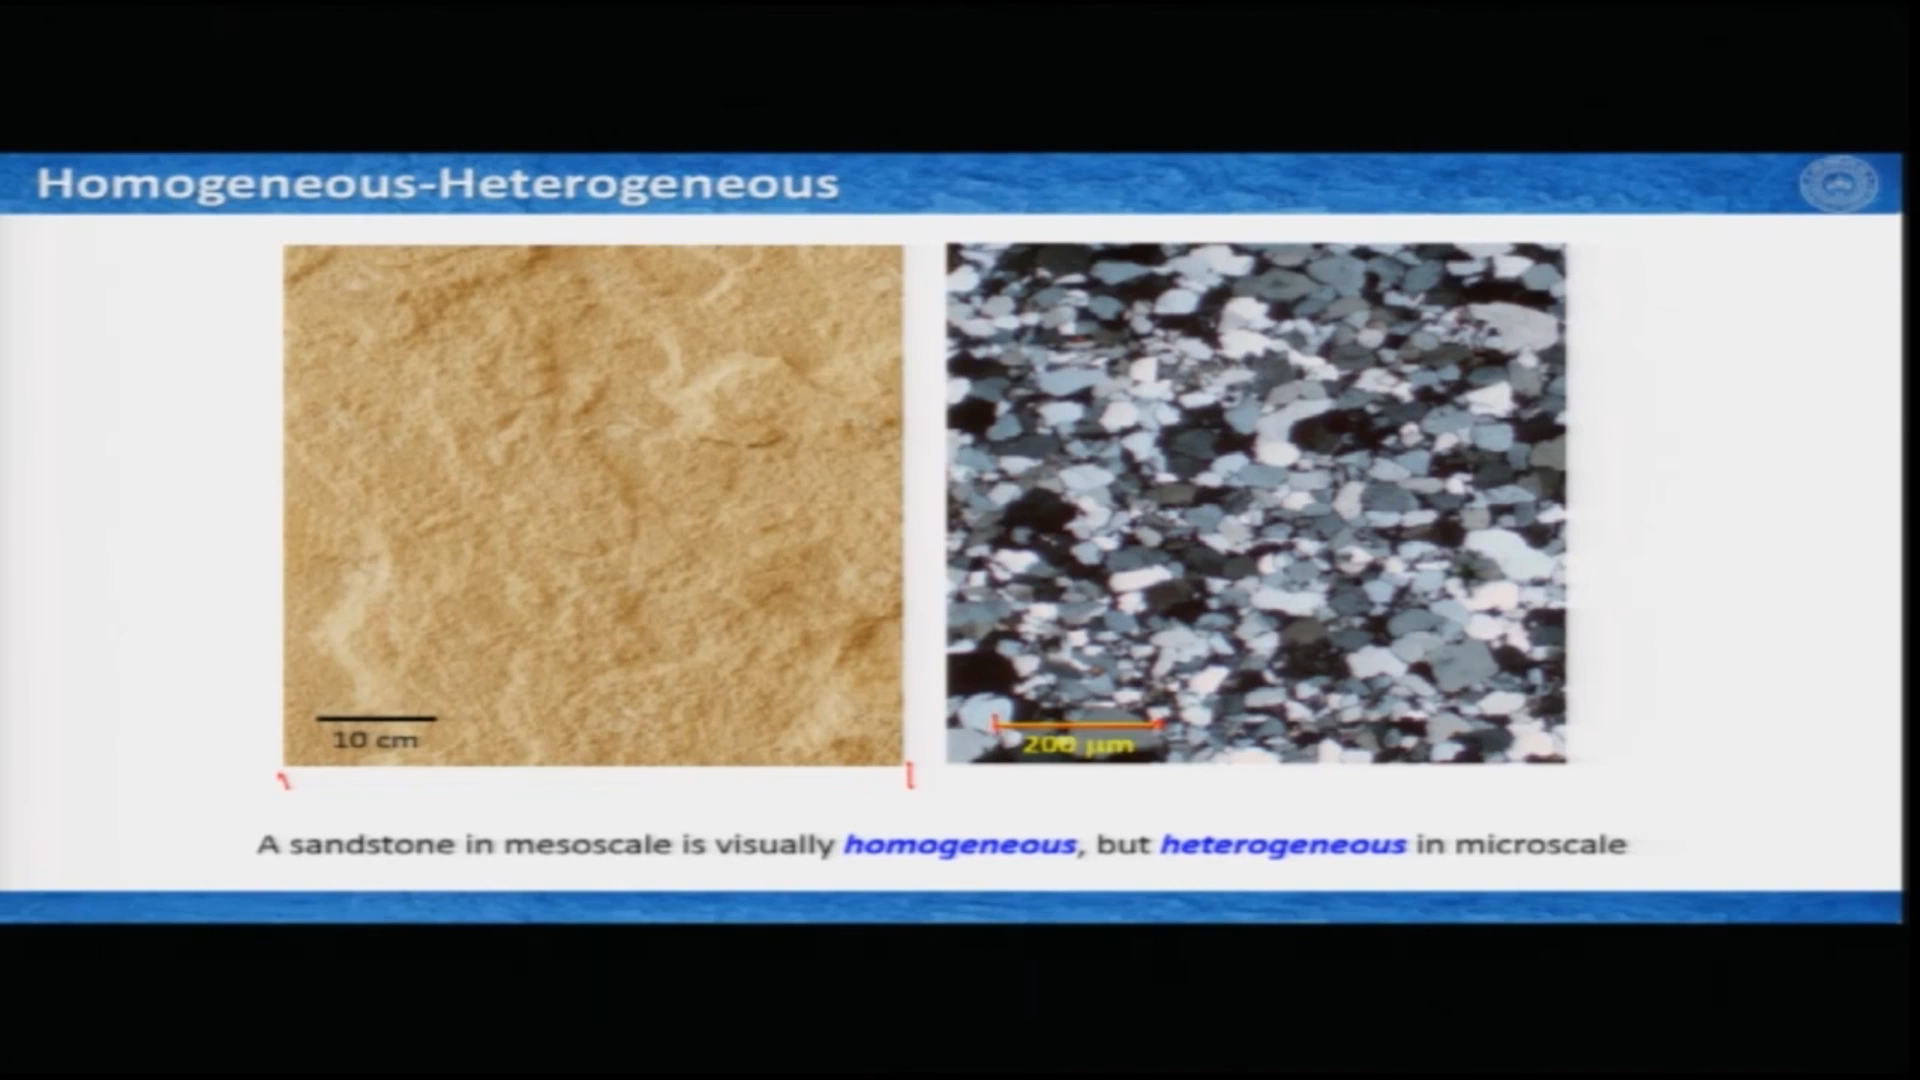 Homogeneous-Heterogeneous
10 cm
200 µm
A sandstone in mesoscale is visually homogeneous, but heterogeneous in microscale